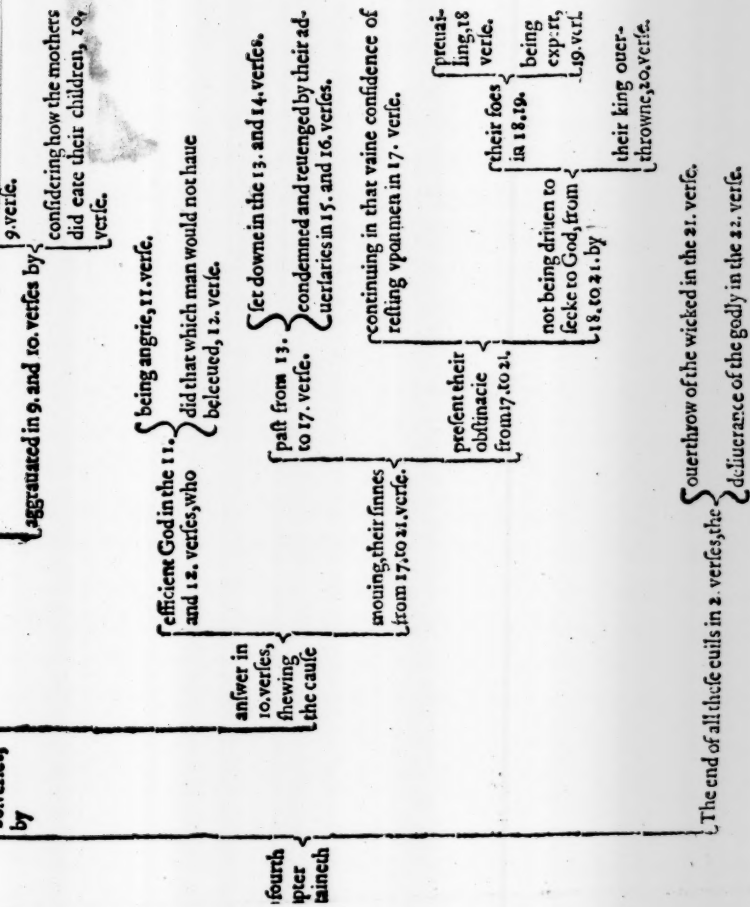 by
fourth
pter
taineth
aggrauated in 9. and 10. verses by
9. verse.
considering how the mothers
did eate their children, 10,
verse.
answer in
10. verses,
shewing
the cause
efficient God in the 11.
and 12. verses, who
being angrie, 11. verse.
did that which man would not haue
beleeued, 12. verse.
mouing, their sinnes
from 17. to 21. verse.
past from 13.
to 17. verse.
set downe in the 13. and 14. verses.
condemned and reuenged by their ad-
uersaries in 15. and 16. verses.
present their
obstinacie
from 17. to 21.
continuing in that vaine confidence of
resting vpon men in 17. verse.
not being driuen to
seeke to God, from
18. to 21. by
their foes
in 18. 19.
preuai-
ling, 18
verse.
being
expert,
19. vers.
their king ouer-
throwne, 20. verse.
The end of all these euils in 2. verses, the
ouerthrow of the wicked in the 21. verse.
deliuerance of the godly in the 22. verse.